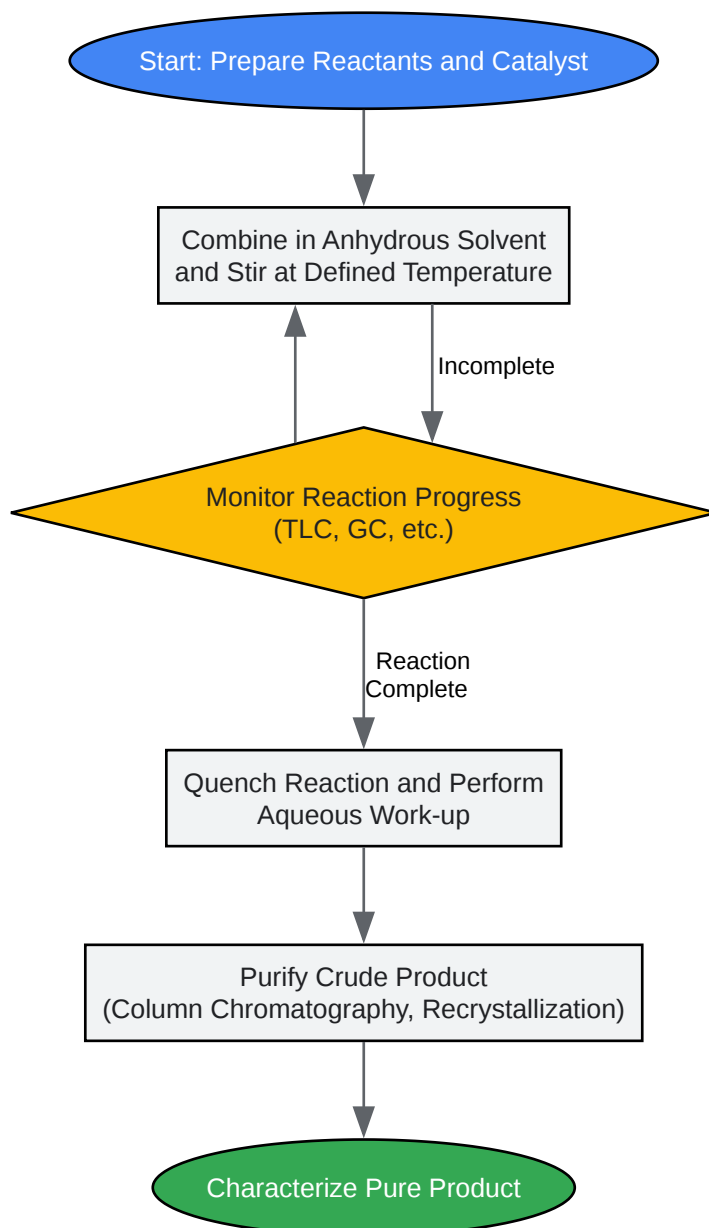 Start: Prepare Reactants and Catalyst
Combine in Anhydrous Solvent
and Stir at Defined Temperature
Incomplete
Monitor Reaction Progress
(TLC, GC, etc.)
Reaction
Complete
Quench Reaction and Perform
Aqueous Work-up
Purify Crude Product
(Column Chromatography, Recrystallization)
Characterize Pure Product